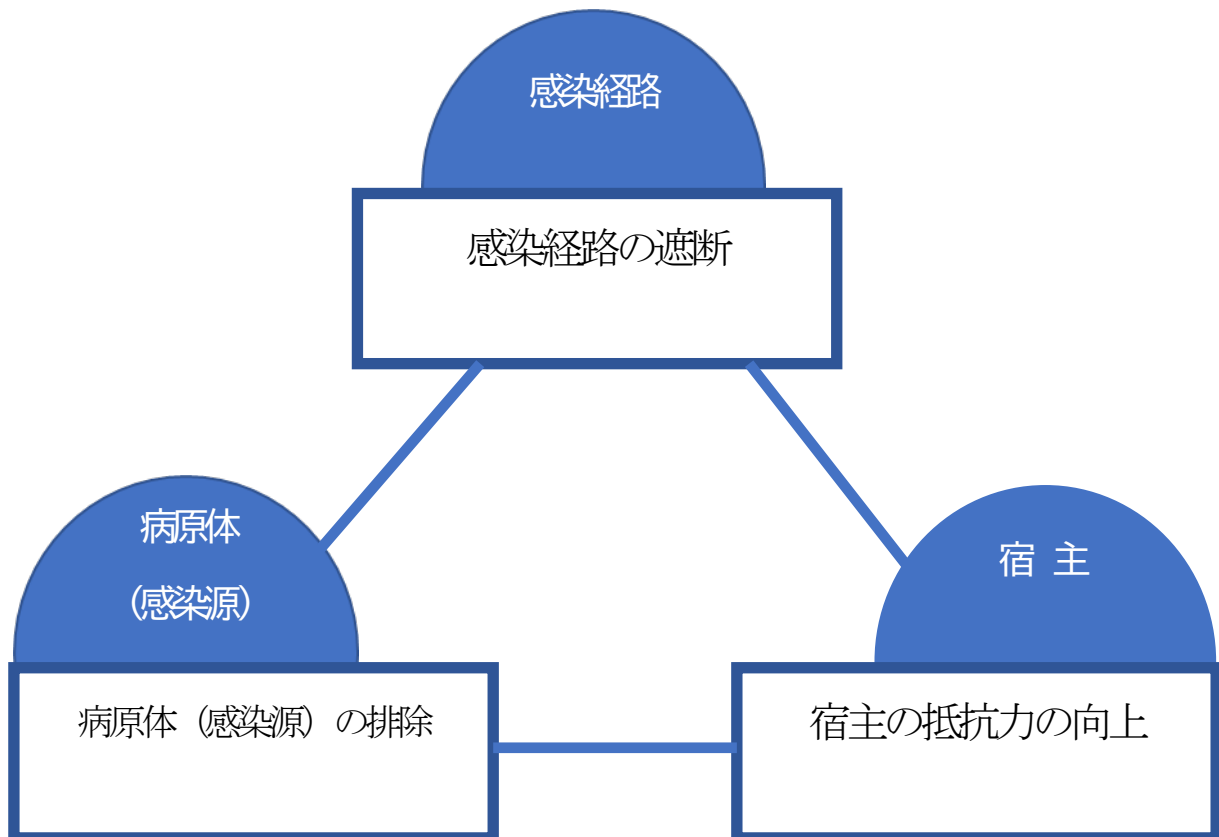 感染経路
感染経路の遮断
病原体
(感染源)
病原体（感染源）の排除
宿 主
宿主の抵抗力の向上